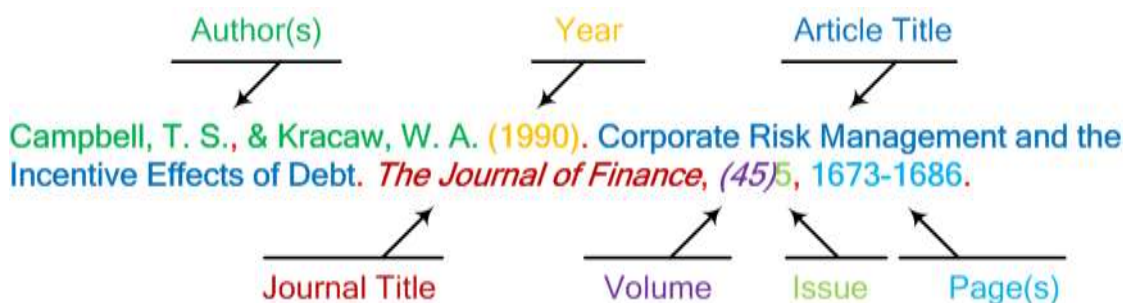 Author(s) Year Article Title
Campbell, T. S., & Kracaw, W. A. (1990). Corporate Risk Management and the
Incentive Effects of Debt. The Journal of Finance, (45)5, 1673-1686.
Journal Title Volume Issue Page(s)